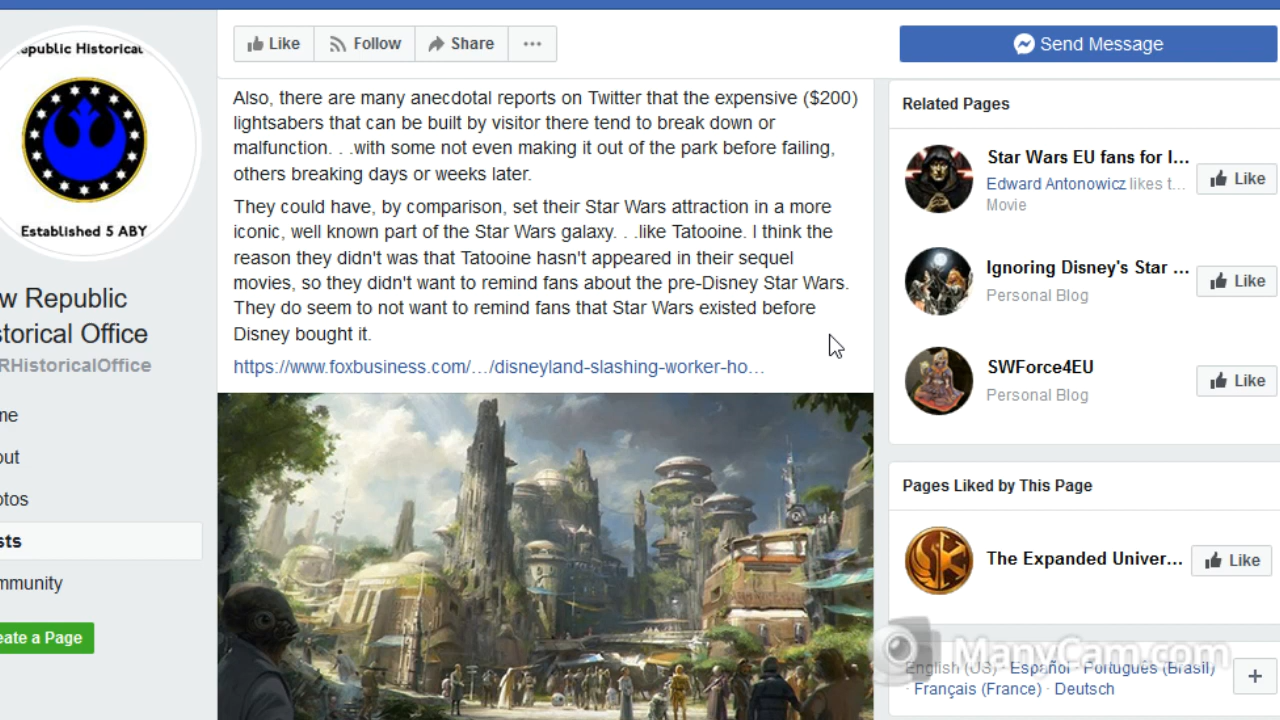 Republic Historical
Established 5 ABY
w Republic
storical Office
RHistoricalOffice
me
out
otos
sts
mmunity
eate a Page
Like
Follow
Share
Send Message
Also, there are many anecdotal reports on Twitter that the expensive ($200)
lightsabers that can be built by visitor there tend to break down or
malfunction. . .with some not even making it out of the park before failing,
others breaking days or weeks later.
They could have, by comparison, set their Star Wars attraction in a more
iconic, well known part of the Star Wars galaxy. . .like Tatooine. I think the
reason they didn't was that Tatooine hasn't appeared in their sequel
movies, so they didn't want to remind fans about the pre-Disney Star Wars.
They do seem to not want to remind fans that Star Wars existed before
Disney bought it.
https://www.foxbusiness.com/.../disneyland-slashing-worker-ho...
Related Pages
Star Wars EU fans for I...
Edward Antonowicz likes t...
Movie
Like
Ignoring Disney's Star ...
Personal Blog
Like
SWForce4EU
Personal Blog
Like
Pages Liked by This Page
The Expanded Univer...
Like
ManyCam.com
English (US) · Español · Português (Brasil)
· Français (France) · Deutsch